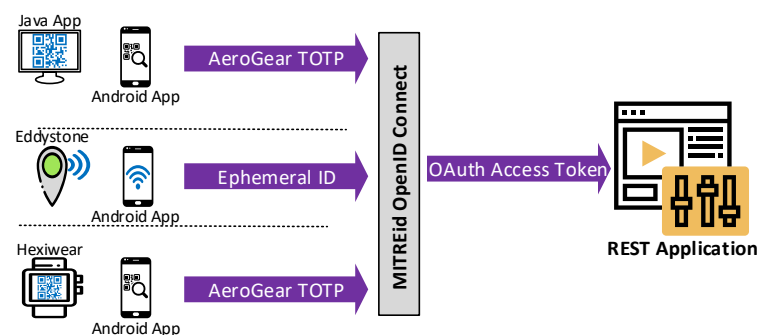 Java App
Android App
AeroGear TOTP
Eddystone
Android App
Ephemeral ID
Hexiwear
Android App
AeroGear TOTP
MITREid OpenID Connect
OAuth Access Token
REST Application